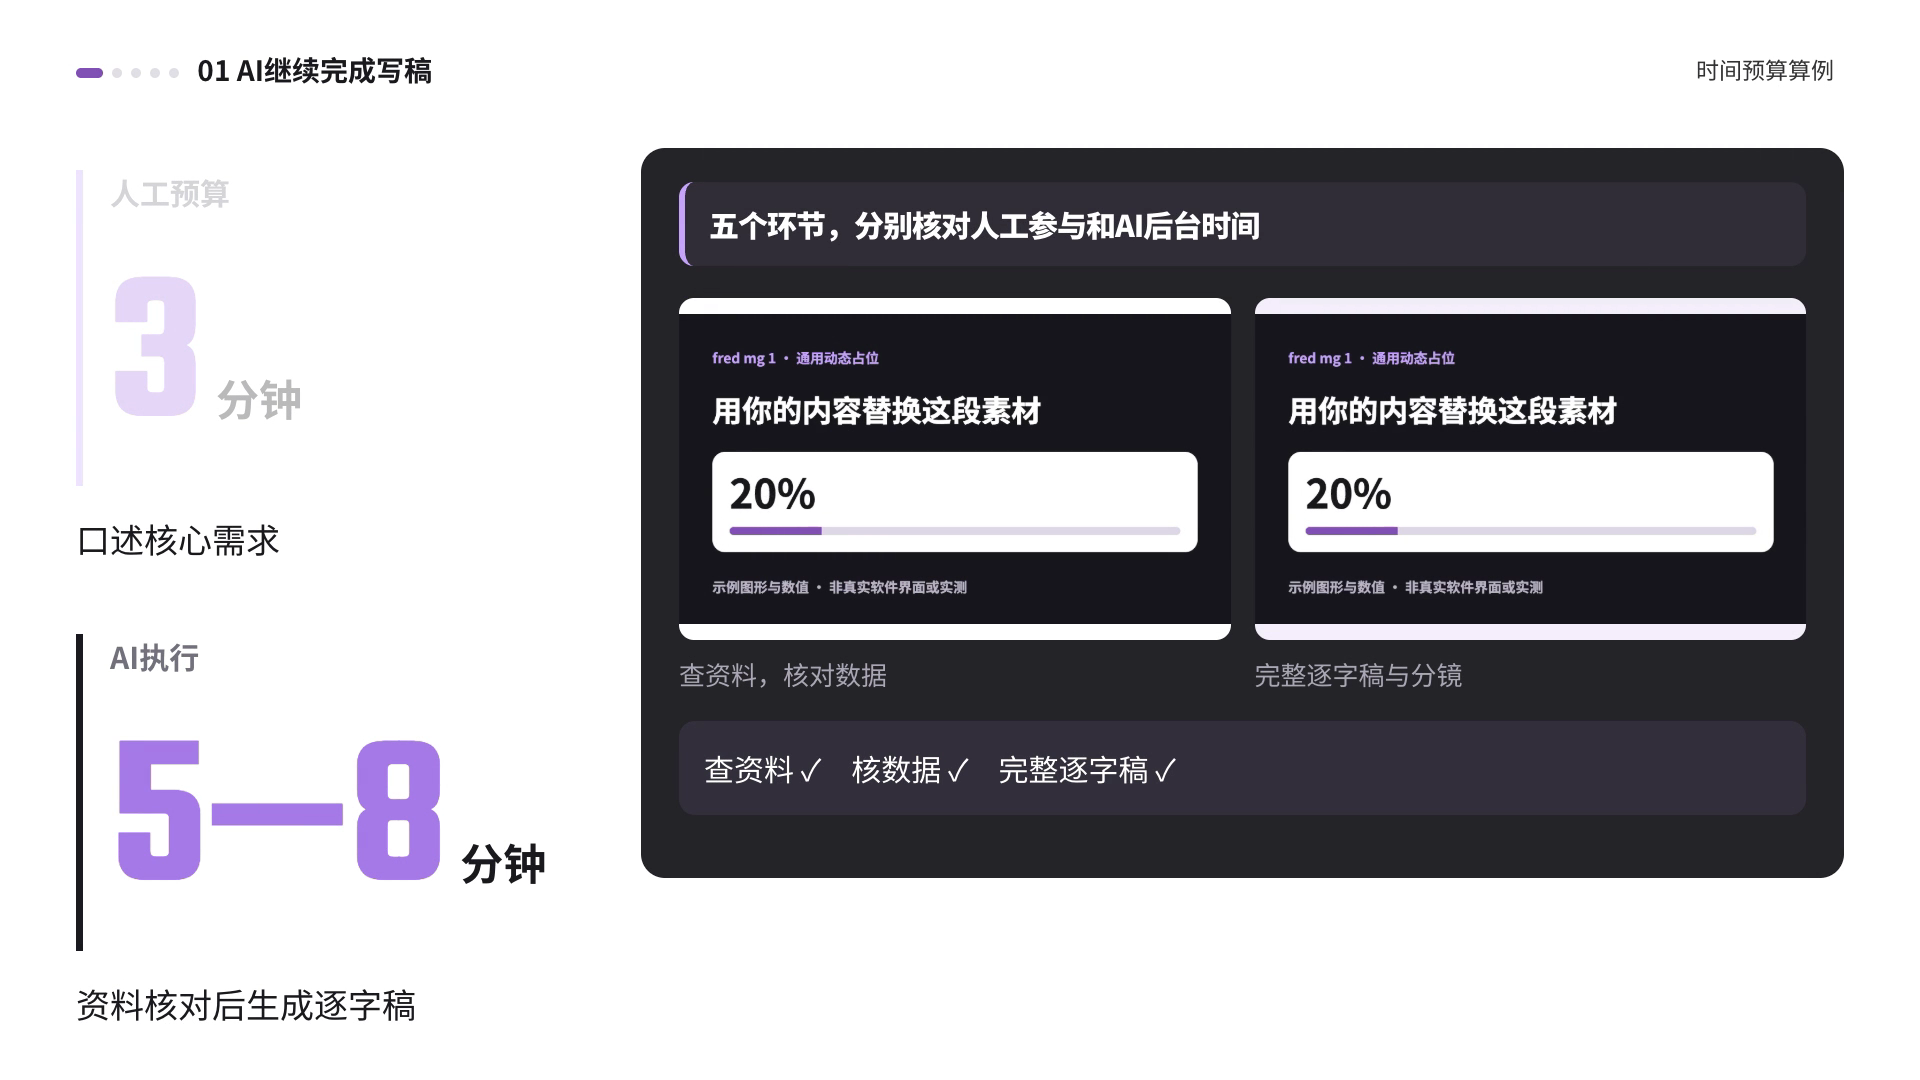 01 AI继续完成写稿
时间预算算例
人工预算
3 分钟
口述核心需求
AI执行
5—8 分钟
资料核对后生成逐字稿
五个环节，分别核对人工参与和AI后台时间
fred mg 1 · 通用动态占位
用你的内容替换这段素材
20%
示例图形与数值 · 非真实软件界面或实测
查资料，核对数据
fred mg 1 · 通用动态占位
用你的内容替换这段素材
20%
示例图形与数值 · 非真实软件界面或实测
完整逐字稿与分镜
查资料 ✓ 核数据 ✓ 完整逐字稿 ✓